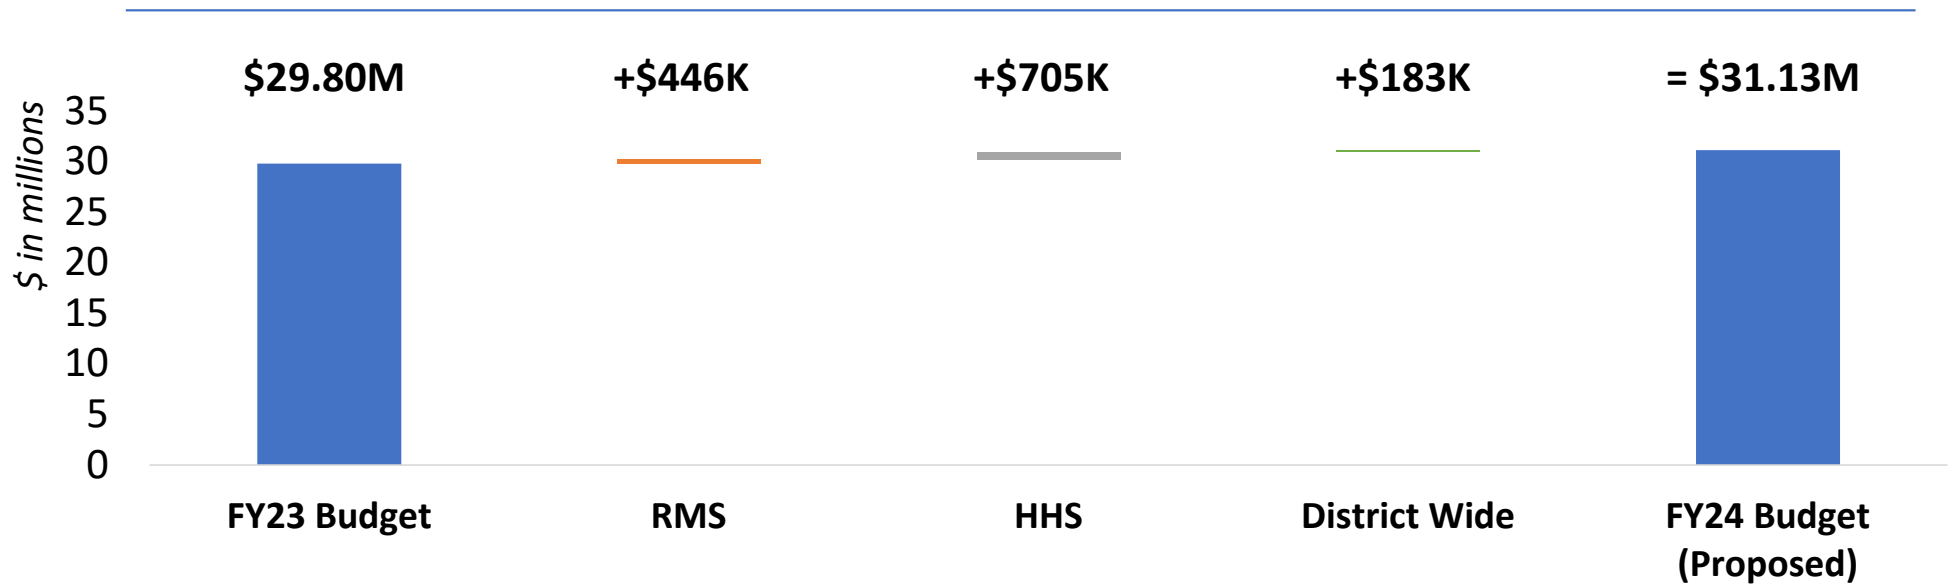 $29.80M +$446K +$705K +$183K = $31.13M
$ in millions
35
30
25
20
15
10
5
0
FY23 Budget RMS HHS District Wide FY24 Budget
(Proposed)